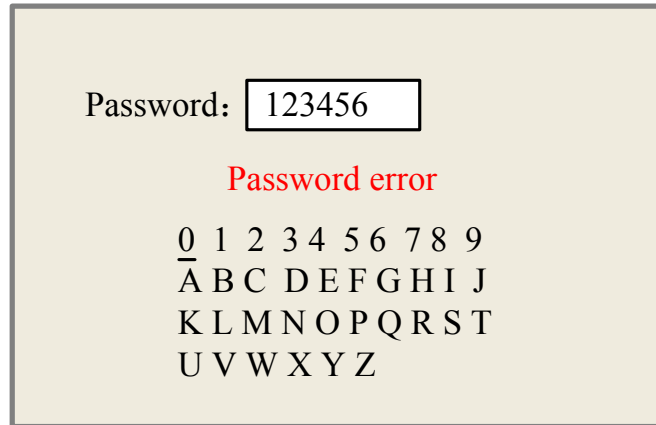 Password： 123456
Password error
0 1 2 3 4 5 6 7 8 9
A B C D E F G H I J
K L M N O P Q R S T
U V W X Y Z